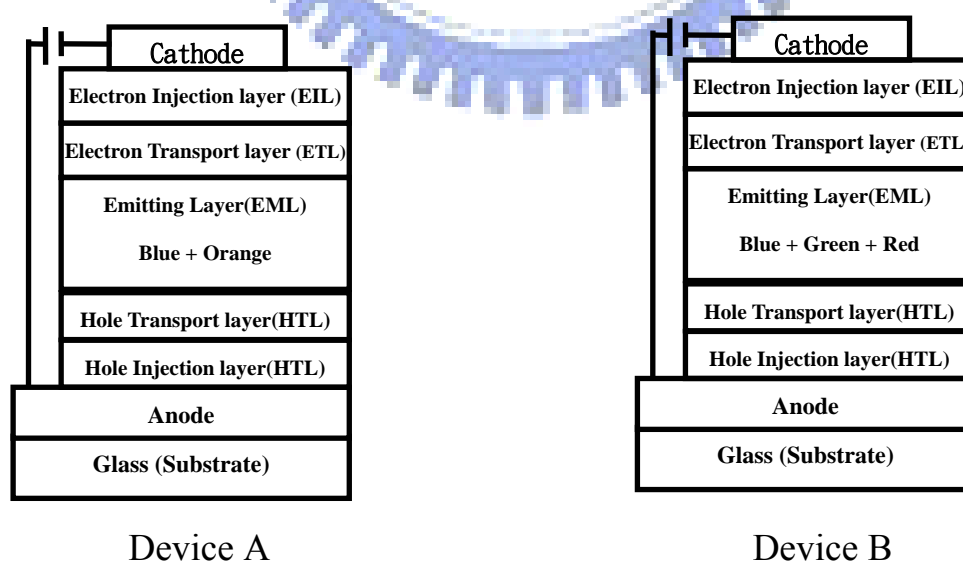 Cathode
Electron Injection layer (EIL)
Electron Transport layer (ETL)
Emitting Layer(EML)
Blue + Orange
Hole Transport layer(HTL)
Hole Injection layer(HTL)
Anode
Glass (Substrate)
Device A
Cathode
Electron Injection layer (EIL)
Electron Transport layer (ETL
Emitting Layer(EML)
Blue + Green + Red
Hole Transport layer(HTL)
Hole Injection layer(HTL)
Anode
Glass (Substrate)
Device B